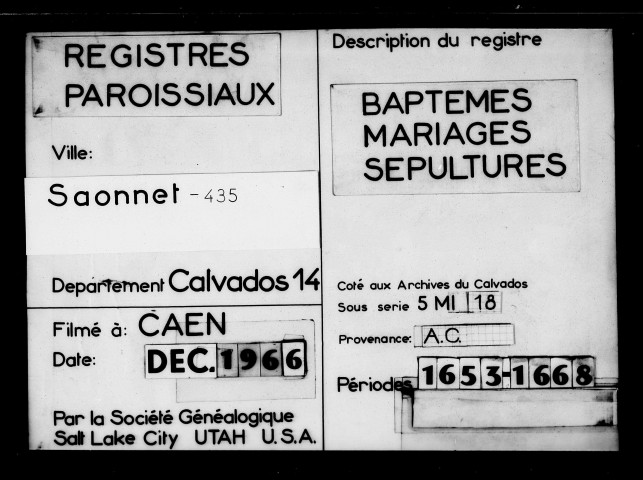 REGISTRES
PAROISSIAUX
Ville:
Saonnet - 435
Département Calvados 14
Filmé à: CAEN
Date: DEC. 1966
Par la Société Généalogique
Salt Lake City UTAH U.S.A.
Description du registre
BAPTEMES
MARIAGES
SEPULTURES
Coté aux Archives du Calvados
Sous serie 5 MI 18
Provenance: A.C.
Périodes 1653-1668